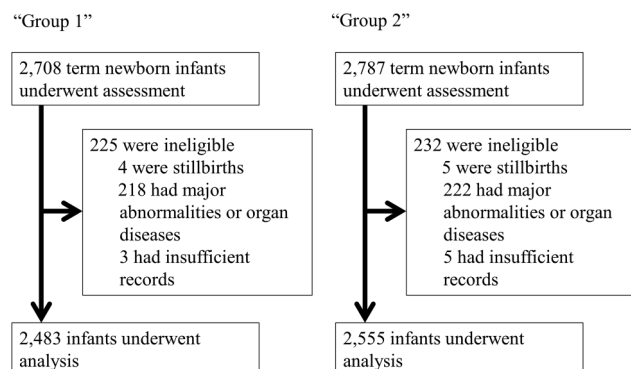 “Group 1”
2,708 term newborn infants
underwent assessment
225 were ineligible
4 were stillbirths
218 had major
abnormalities or organ
diseases
3 had insufficient
records
2,483 infants underwent
analysis
“Group 2”
2,787 term newborn infants
underwent assessment
232 were ineligible
5 were stillbirths
222 had major
abnormalities or organ
diseases
5 had insufficient
records
2,555 infants underwent
analysis